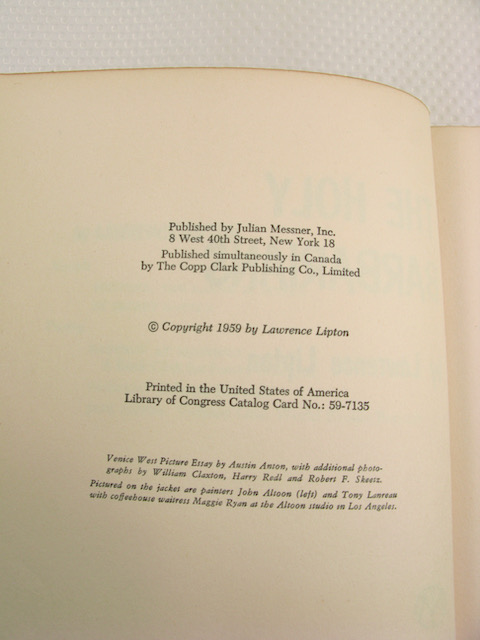 Published by Julian Messner, Inc.
8 West 40th Street, New York 18
Published simultaneously in Canada
by The Copp Clark Publishing Co., Limited
© Copyright 1959 by Lawrence Lipton
Printed in the United States of America
Library of Congress Catalog Card No.: 59-7135
Venice West Picture Essay by Austin Anton, with additional photo-
graphs by William Claxton, Harry Redl and Robert F. Skeetz.
Pictured on the jacket are painters John Altoon (left) and Tony Lanreau
with coffeehouse waitress Maggie Ryan at the Altoon studio in Los Angeles.